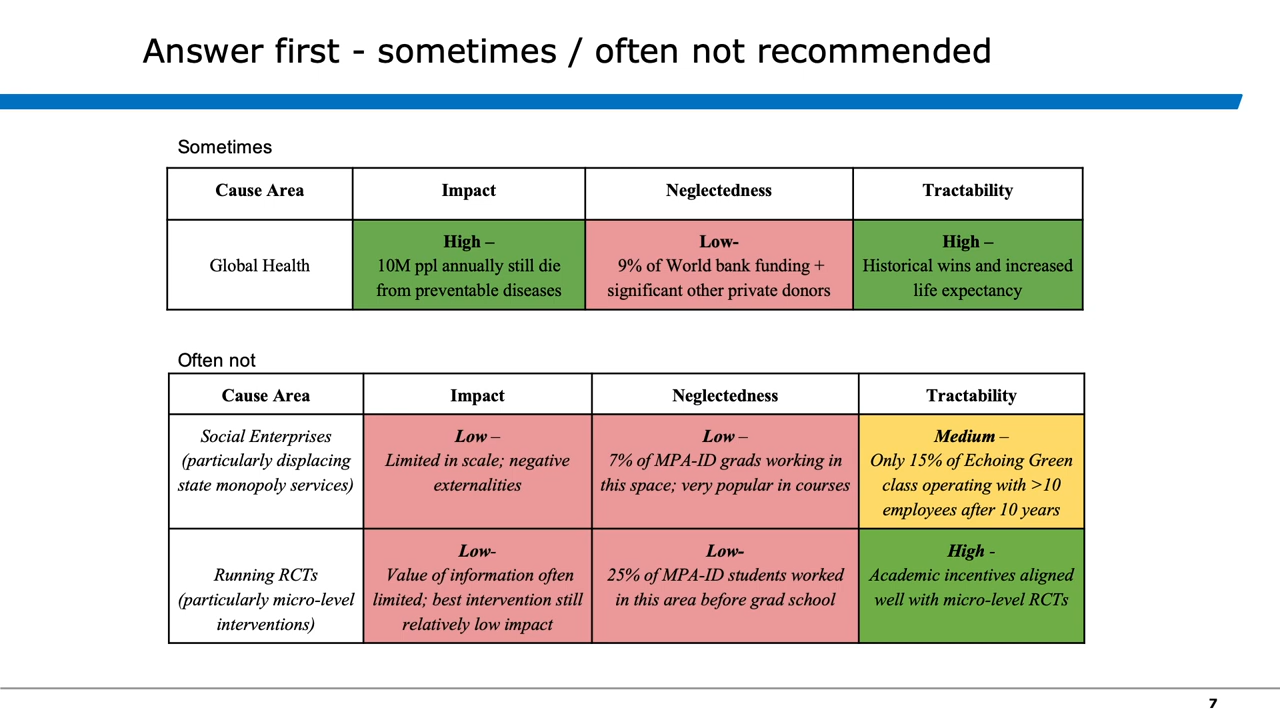 Answer first - sometimes / often not recommended
Sometimes
Cause Area
Impact
Neglectedness
Tractability
Global Health
High –
10M ppl annually still die
from preventable diseases
Low-
9% of World bank funding +
significant other private donors
High –
Historical wins and increased
life expectancy
Often not
Cause Area
Impact
Neglectedness
Tractability
Social Enterprises
(particularly displacing
state monopoly services)
Low –
Limited in scale; negative
externalities
Low –
7% of MPA-ID grads working in
this space; very popular in courses
Medium –
Only 15% of Echoing Green
class operating with >10
employees after 10 years
Running RCTs
(particularly micro-level
interventions)
Low-
Value of information often
limited; best intervention still
relatively low impact
Low-
25% of MPA-ID students worked
in this area before grad school
High -
Academic incentives aligned
well with micro-level RCTs
7